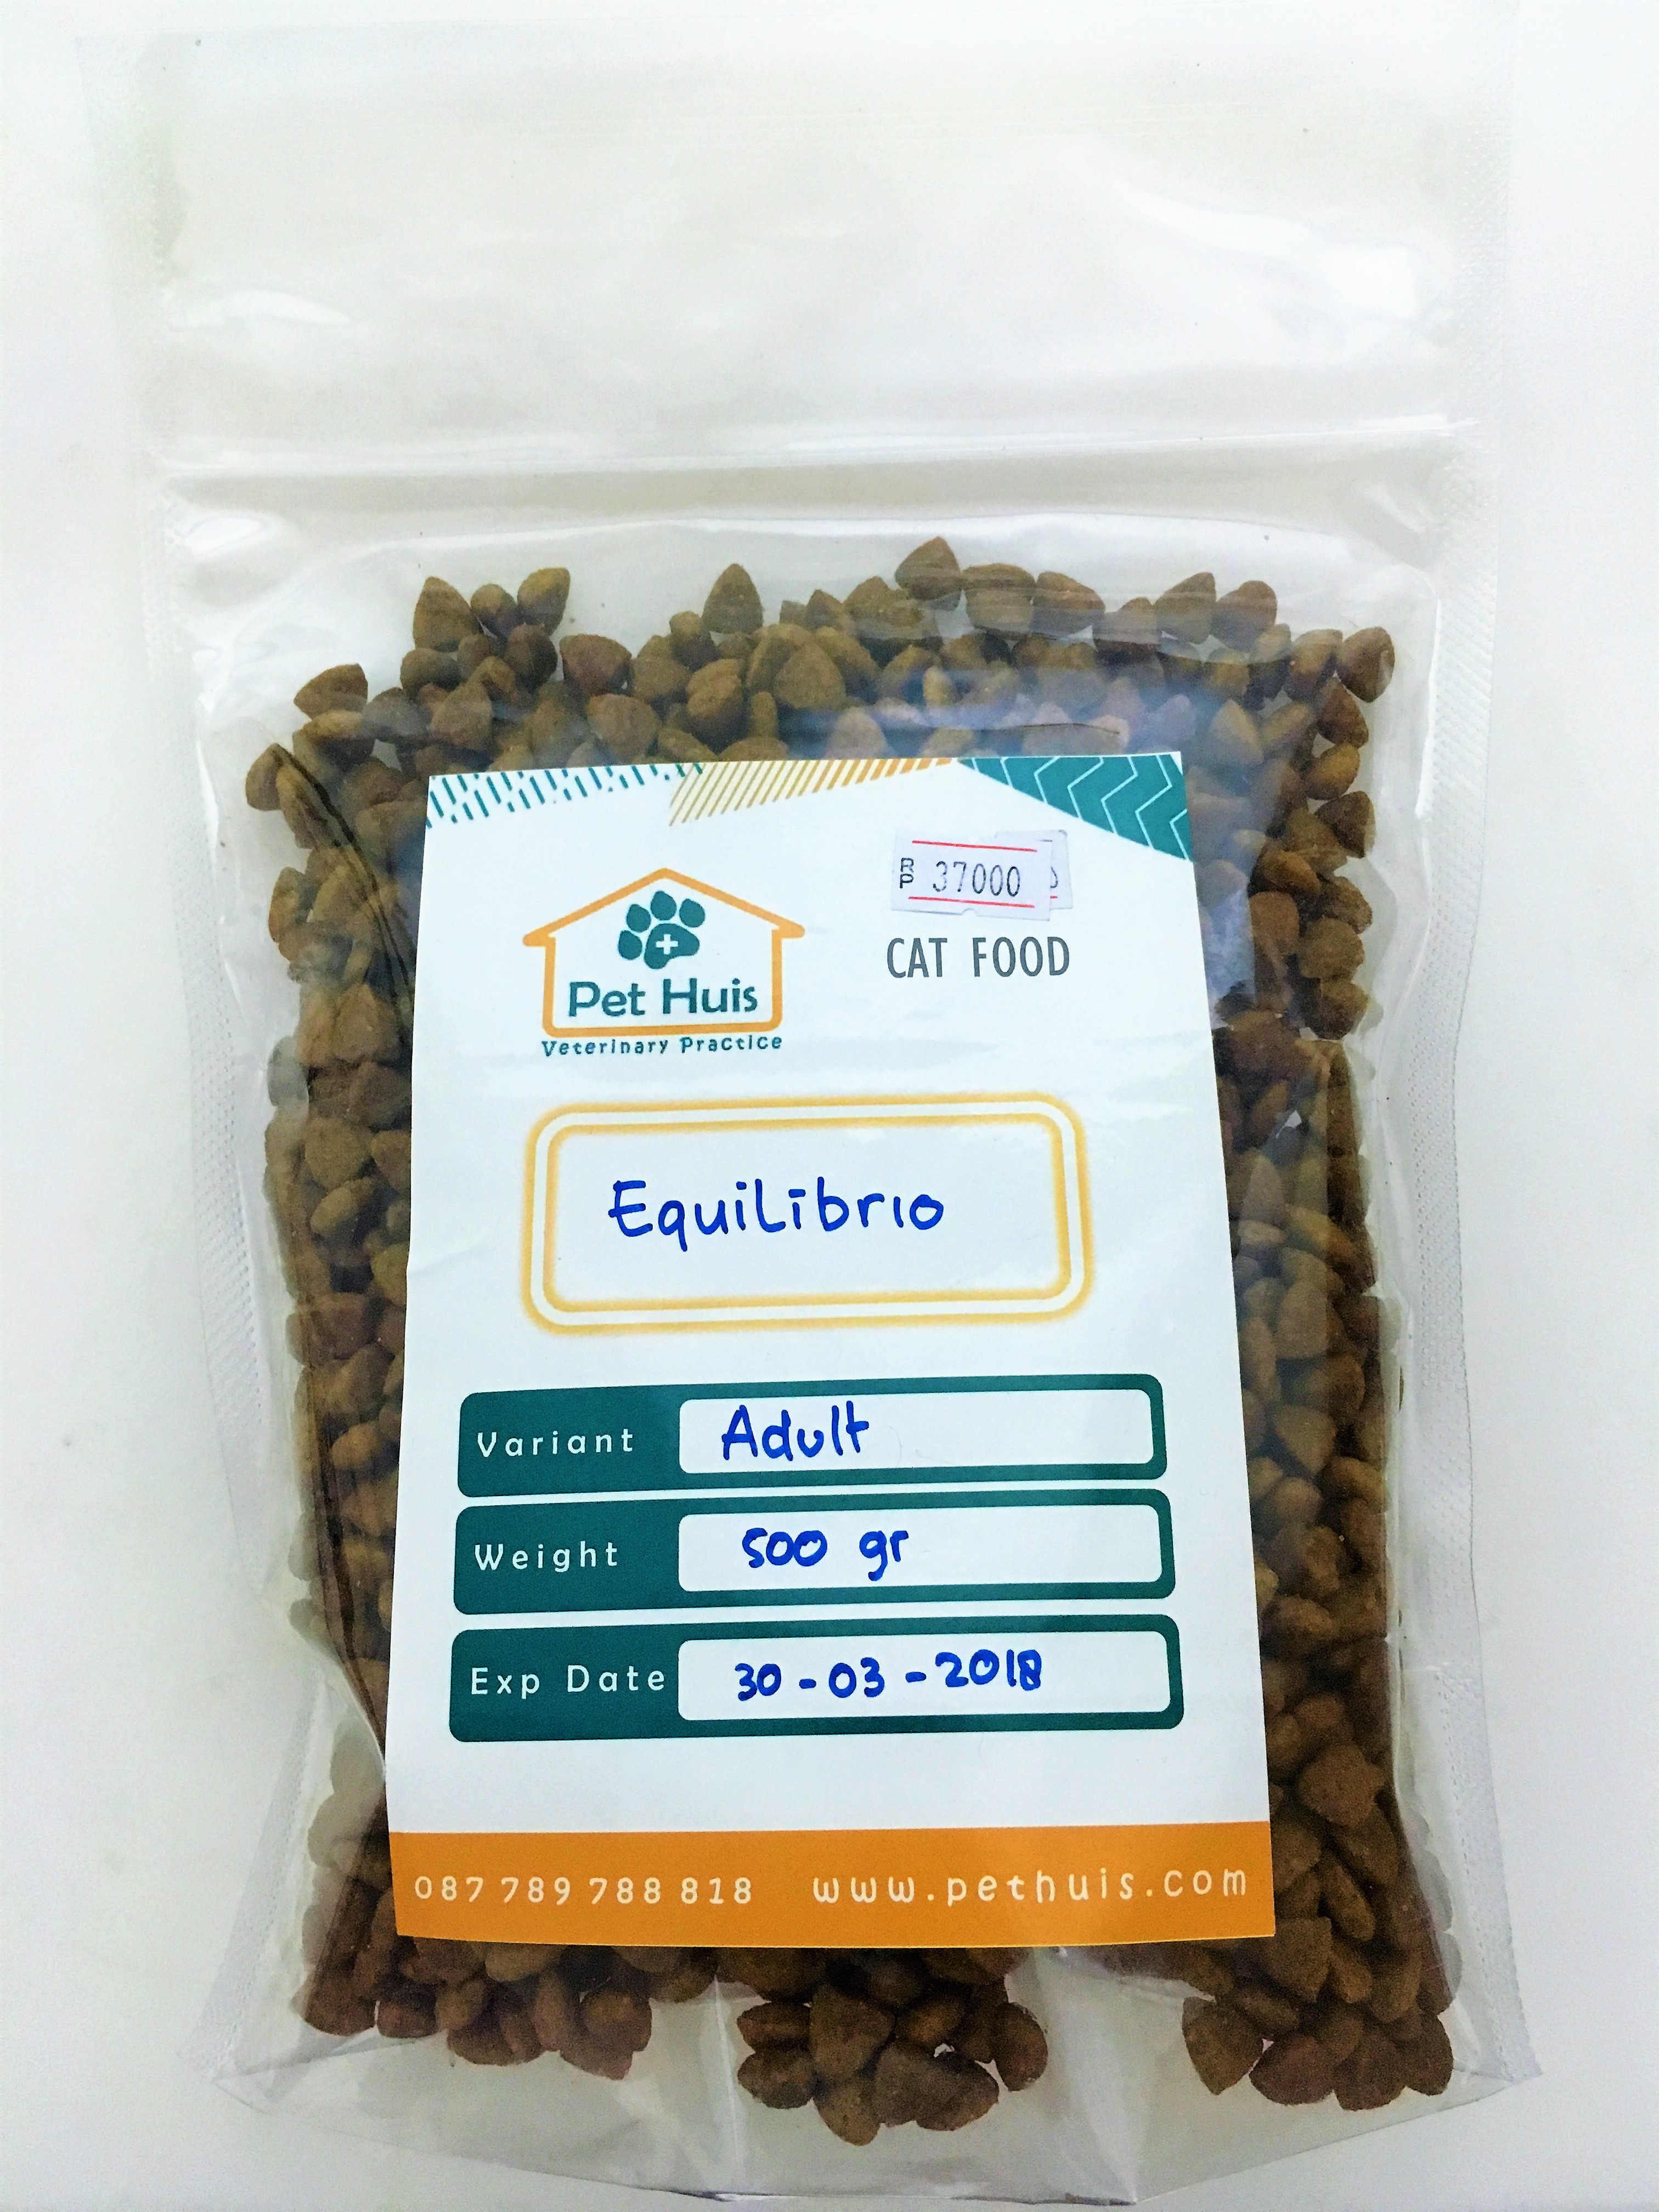 RP 37000
CAT FOOD
Pet Huis
Veterinary Practice
Equilibrio
Variant Adult
Weight 500 gr
Exp Date 30-03-2018
087 789 788 818 www.pethuis.com